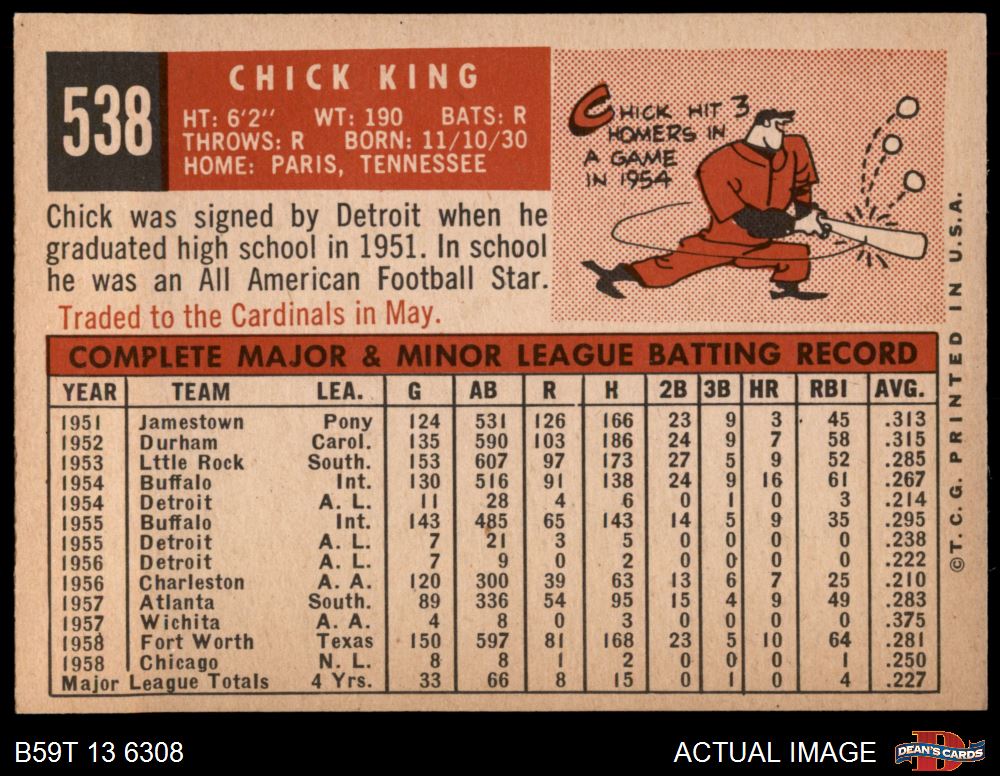 538
CHICK KING
HT: 6'2" WT: 190 BATS: R
THROWS: R BORN: 11/10/30
HOME: PARIS, TENNESSEE
CHICK HIT 3
HOMERS IN
A GAME
IN 1954
Chick was signed by Detroit when he
graduated high school in 1951. In school
he was an All American Football Star.
Traded to the Cardinals in May.
COMPLETE MAJOR & MINOR LEAGUE BATTING RECORD
YEAR TEAM LEA. G AB R H 2B 3B HR RBI AVG.
1951 Jamestown Pony 124 531 126 166 23 9 3 45 .313
1952 Durham Carol. 135 590 103 186 24 9 7 58 .315
1953 Lttle Rock South. 153 607 97 173 27 5 9 52 .285
1954 Buffalo Int. 130 516 91 138 24 9 16 61 .267
1954 Detroit A. L. 11 28 4 6 0 1 0 3 .214
1955 Buffalo Int. 143 485 65 143 14 5 9 35 .295
1955 Detroit A. L. 7 21 3 5 0 0 0 0 .238
1956 Detroit A. L. 7 9 0 2 0 0 0 0 .222
1956 Charleston A. A. 120 300 39 63 13 6 7 25 .210
1957 Atlanta South. 89 336 54 95 15 4 9 49 .283
1957 Wichita A. A. 4 8 0 3 0 0 0 0 .375
1958 Fort Worth Texas 150 597 81 168 23 5 10 64 .281
1958 Chicago N. L. 8 8 1 2 0 0 0 1 .250
Major League Totals 4 Yrs. 33 66 8 15 0 1 0 4 .227
©T. C. G. PRINTED IN U.S.A.
B59T 13 6308
ACTUAL IMAGE
DEAN'S CARDS